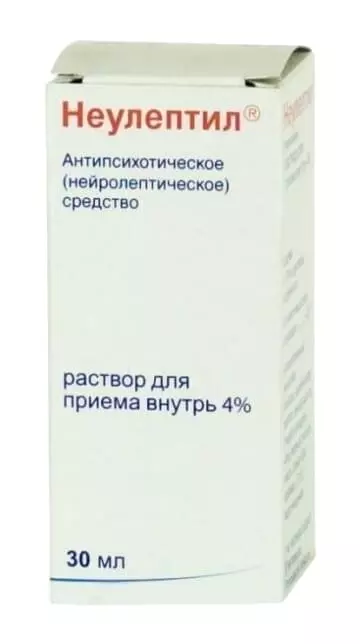 Неулептил®
Антипсихотическое
(нейролептическое)
средство
раствор для
приема внутрь 4%
30 мл